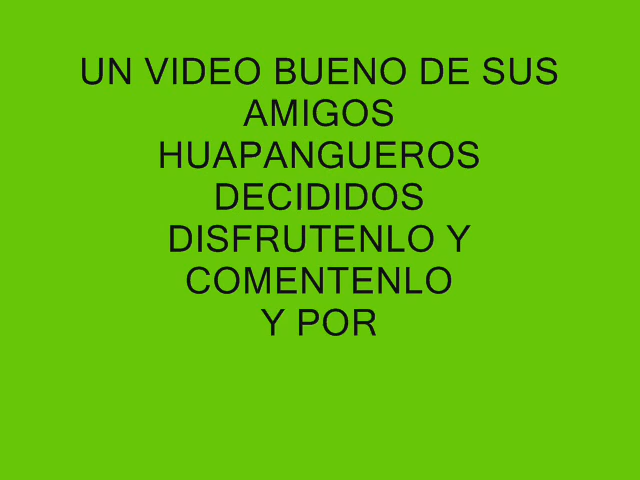 UN VIDEO BUENO DE SUS
AMIGOS
HUAPANGUEROS
DECIDIDOS
DISFRUTENLO Y
COMENTENLO
Y POR